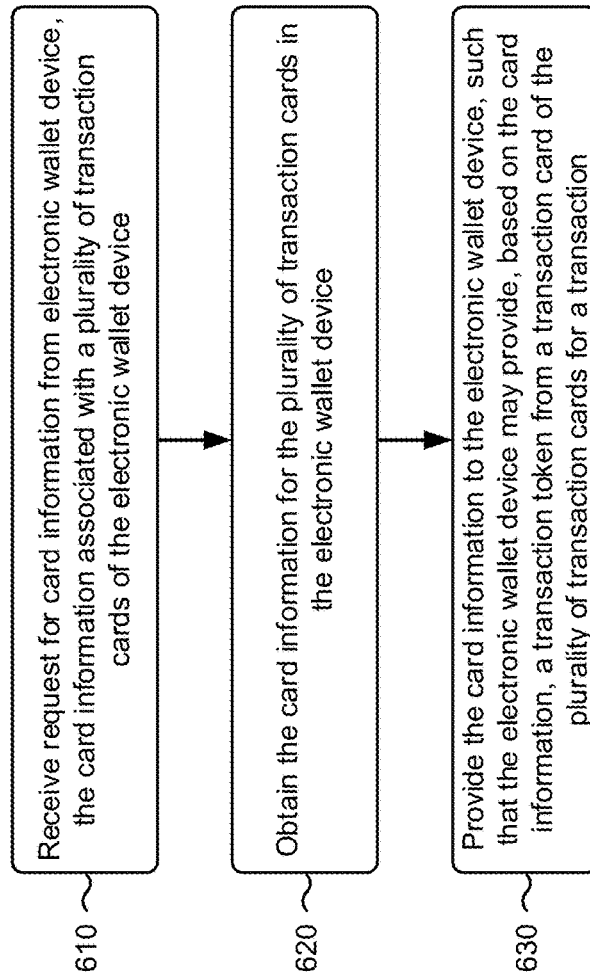 610
Receive request for card information from electronic wallet device,
the card information associated with a plurality of transaction
cards of the electronic wallet device
620
Obtain the card information for the plurality of transaction cards in
the electronic wallet device
630
Provide the card information to the electronic wallet device, such
that the electronic wallet device may provide, based on the card
information, a transaction token from a transaction card of the
plurality of transaction cards for a transaction